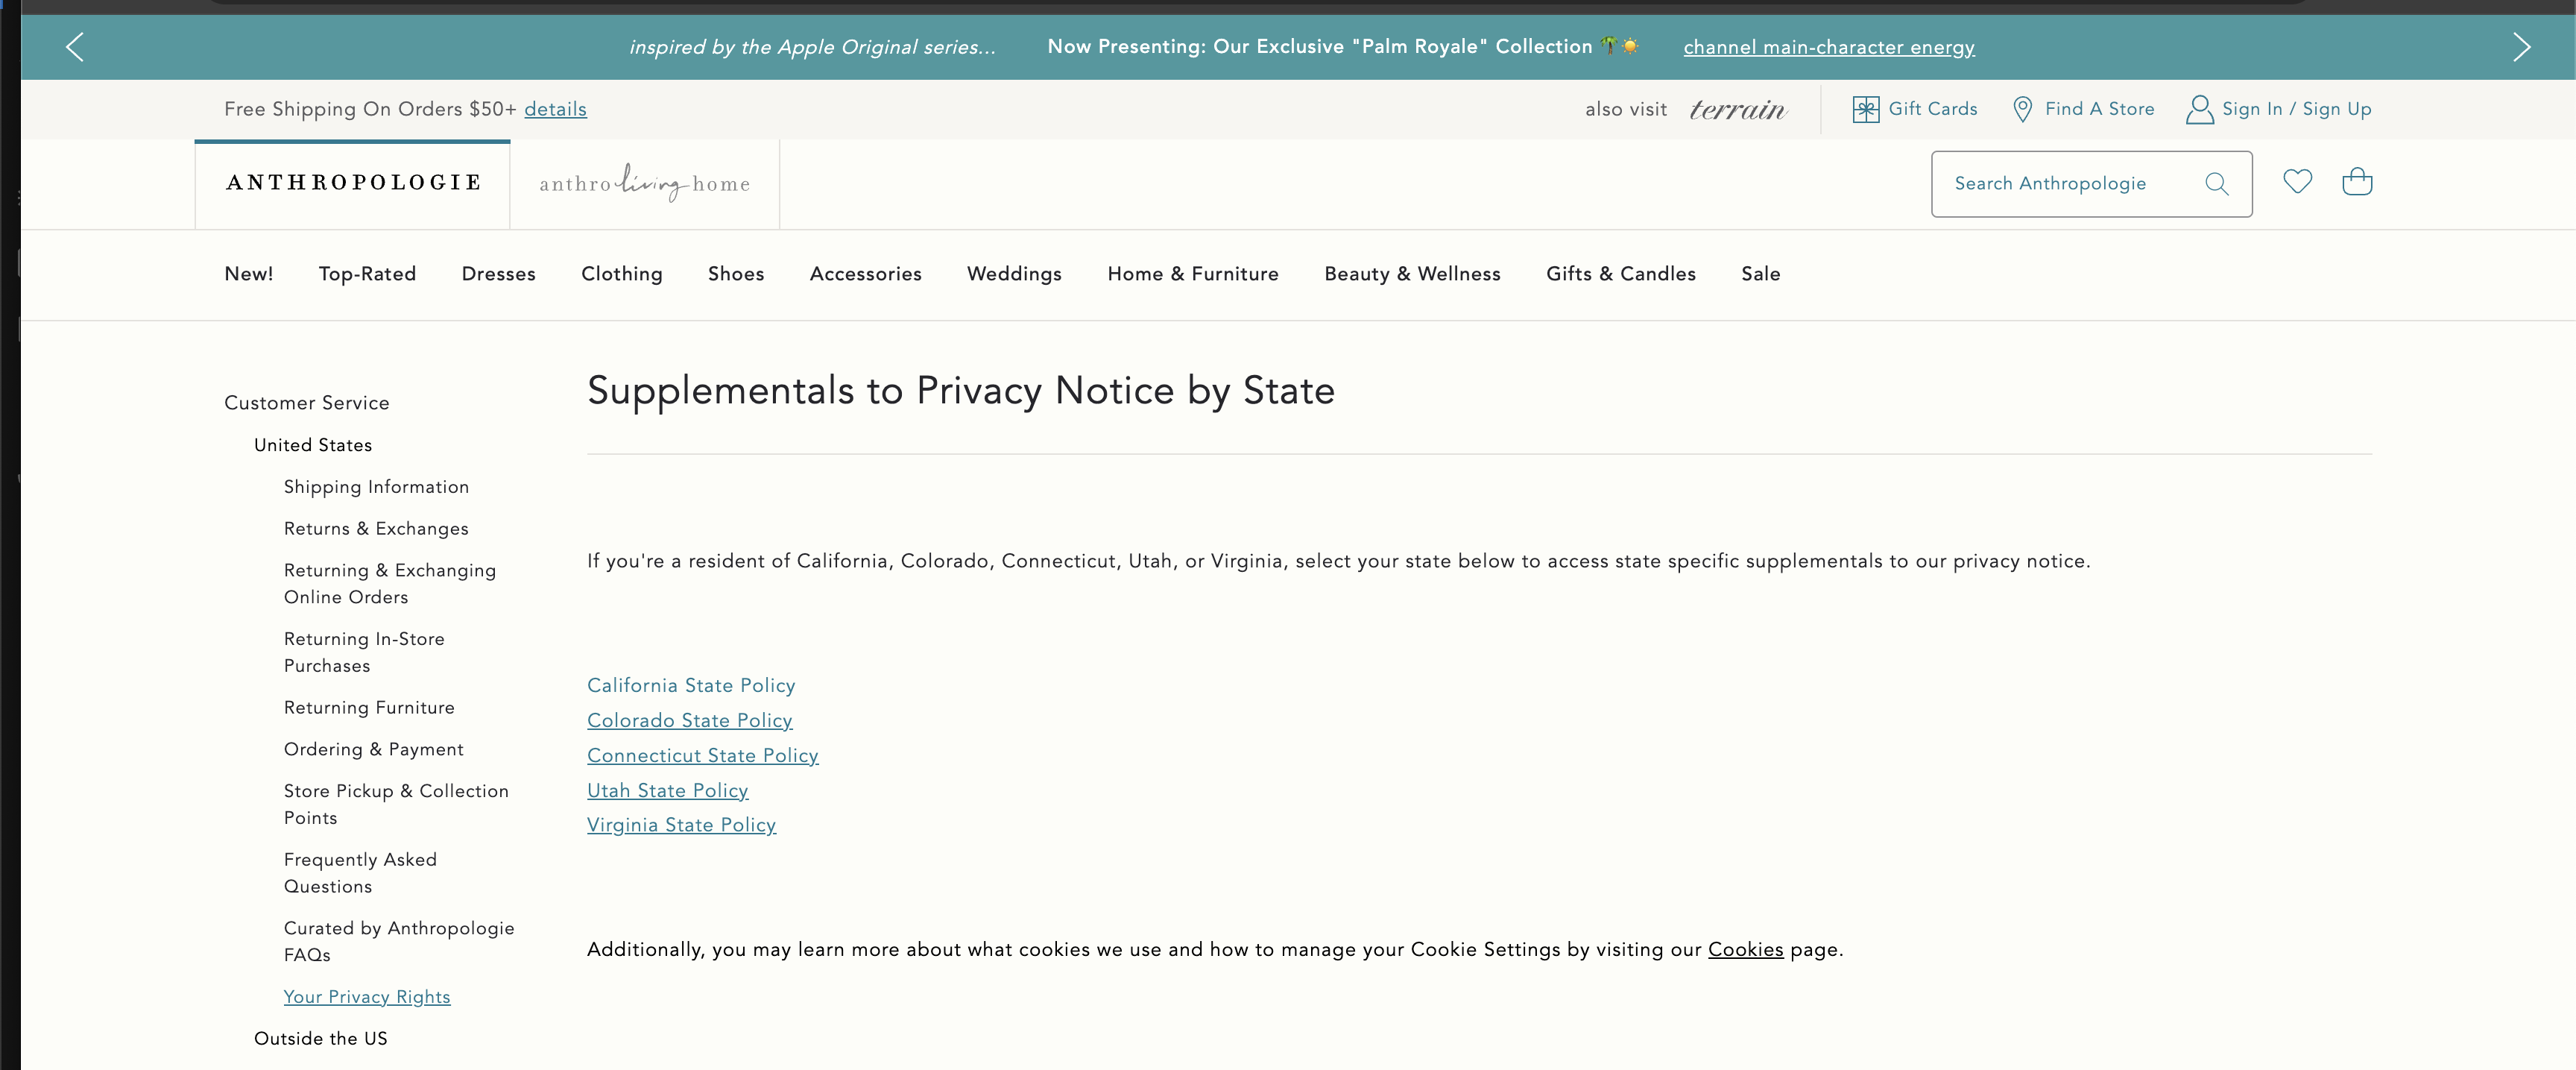 inspired by the Apple Original series... Now Presenting: Our Exclusive "Palm Royale" Collection 🌴☀️ channel main-character energy
Free Shipping On Orders $50+ details also visit terrain Gift Cards Find A Store Sign In / Sign Up
ANTHROPOLOGIE anthro living home Search Anthropologie
New! Top-Rated Dresses Clothing Shoes Accessories Weddings Home & Furniture Beauty & Wellness Gifts & Candles Sale
Customer Service
United States
Shipping Information
Returns & Exchanges
Returning & Exchanging
Online Orders
Returning In-Store
Purchases
Returning Furniture
Ordering & Payment
Store Pickup & Collection
Points
Frequently Asked
Questions
Curated by Anthropologie
FAQs
Your Privacy Rights
Outside the US
Supplementals to Privacy Notice by State
If you're a resident of California, Colorado, Connecticut, Utah, or Virginia, select your state below to access state specific supplementals to our privacy notice.
California State Policy
Colorado State Policy
Connecticut State Policy
Utah State Policy
Virginia State Policy
Additionally, you may learn more about what cookies we use and how to manage your Cookie Settings by visiting our Cookies page.